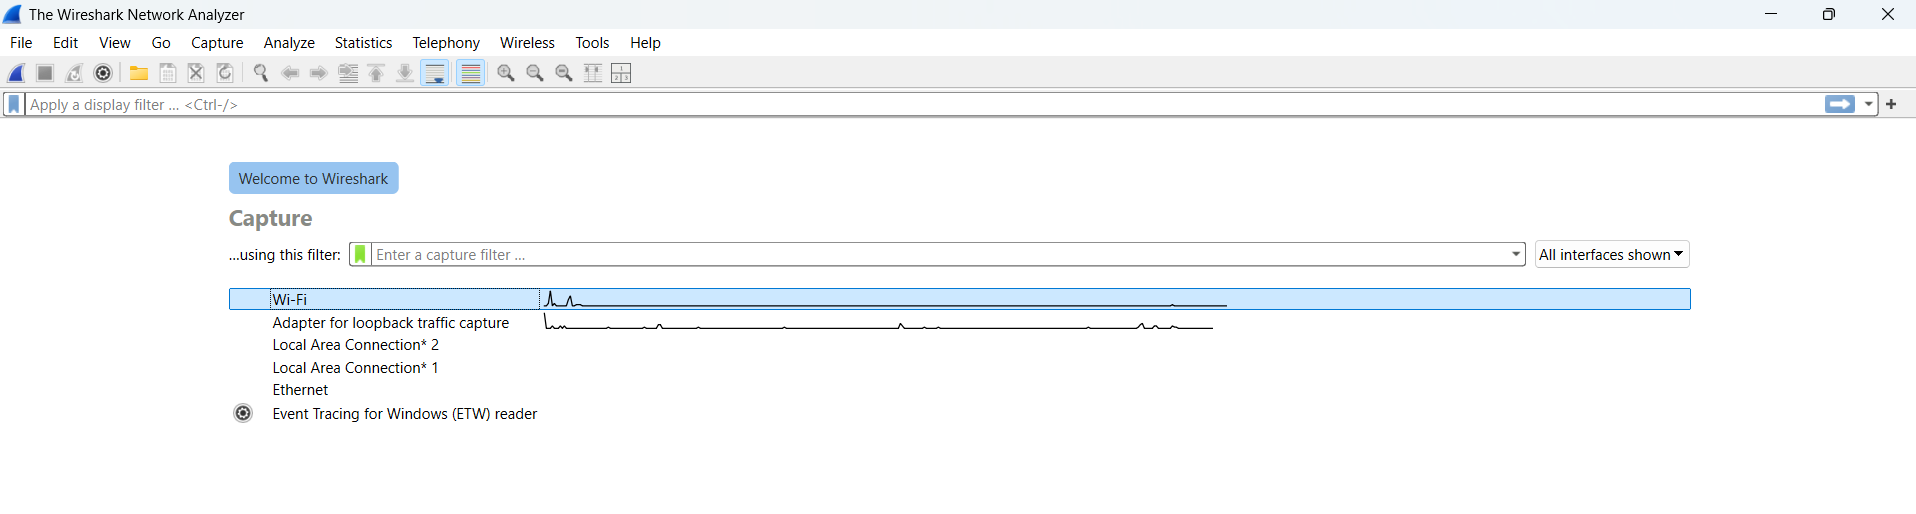 The Wireshark Network Analyzer
File Edit View Go Capture Analyze Statistics Telephony Wireless Tools Help
Apply a display filter ... <Ctrl-/>
Welcome to Wireshark
Capture
...using this filter: Enter a capture filter ... All interfaces shown
Wi-Fi
Adapter for loopback traffic capture
Local Area Connection* 2
Local Area Connection* 1
Ethernet
Event Tracing for Windows (ETW) reader